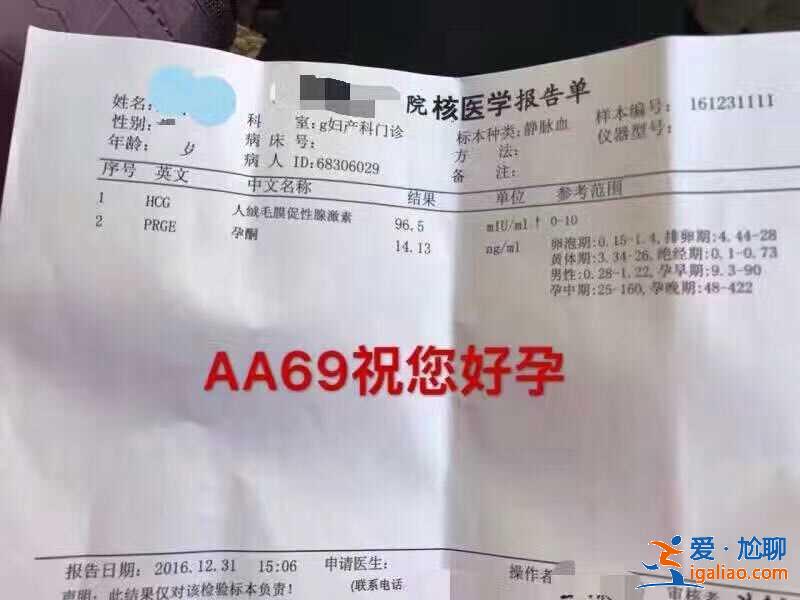 院核医学报告单
姓名:
科 室:g妇产科门诊
标本种类:静脉血
样本编号: 161231111
性别:
病 床 号:
方 法:
仪器型号:
年龄: 岁
病 人 ID:68306029
备 注:
序号 英文 中文名称 结果 单位 参考范围
1 HCG 人绒毛膜促性腺激素 96.5 mIU/ml↑ 0-10
2 PRGE 孕酮 14.13 ng/ml 卵泡期:0.15-1.4,排卵期:4.44-28
黄体期:3.34-26,绝经期:0.1-0.73
男性:0.28-1.22,孕早期:9.3-90
孕中期:25-160,孕晚期:48-422
AA69祝您好孕
报告日期: 2016.12.31 15:06 申请医生:
操作者
声明: 此结果仅对该检验标本负责!
(联系电话
审核者
爱·尬聊
igaliao.com